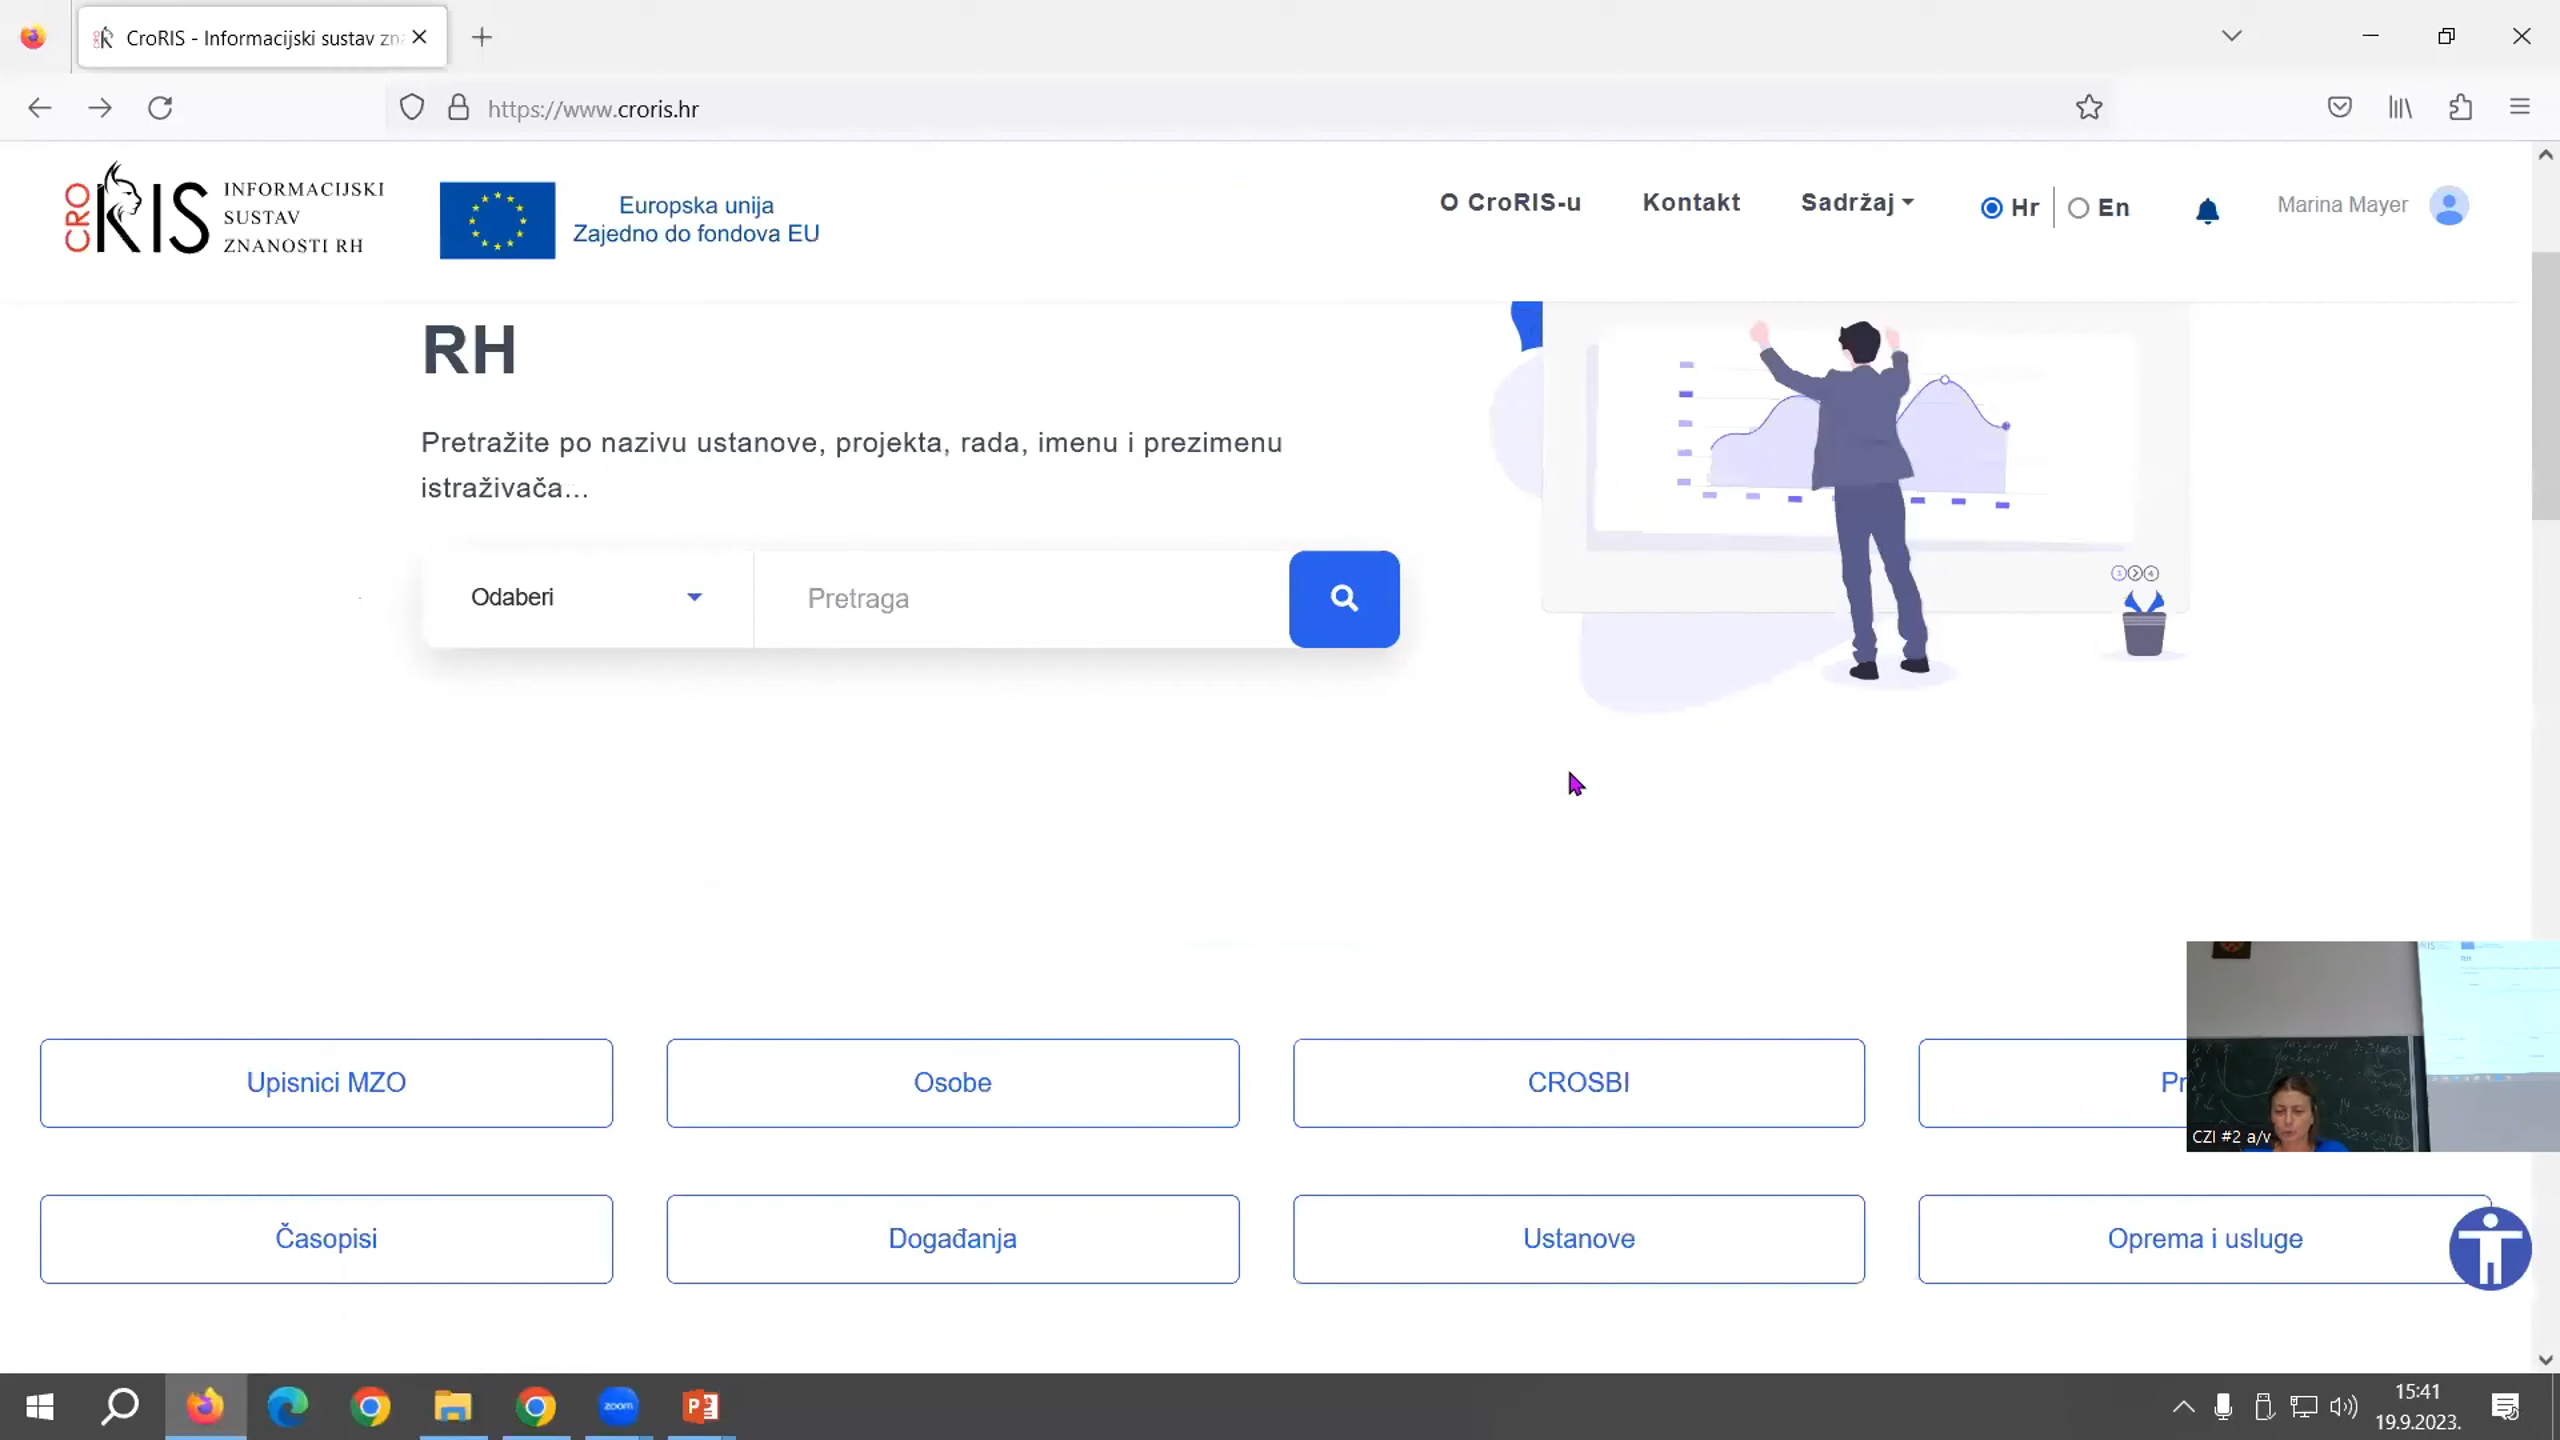 CroRIS - Informacijski sustav zn
https://www.croris.hr
CRORIS
INFORMACIJSKI
SUSTAV
ZNANOSTI RH
Europska unija
Zajedno do fondova EU
O CroRIS-u
Kontakt
Sadržaj
Hr
En
Marina Mayer
RH
Pretražite po nazivu ustanove, projekta, rada, imenu i prezimenu
istraživača...
Odaberi
Pretraga
Upisnici MZO
Osobe
CROSBI
Pr
CZI #2 a/v
Časopisi
Događanja
Ustanove
Oprema i usluge
zoom
15:41
19.9.2023.